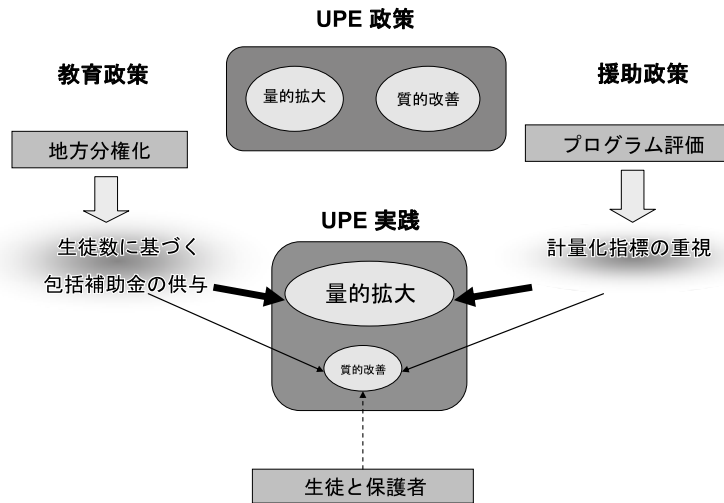 UPE 政策
教育政策
援助政策
量的拡大
質的改善
地方分権化
プログラム評価
UPE 実践
生徒数に基づく
包括補助金の供与
計量化指標の重視
量的拡大
質的改善
生徒と保護者